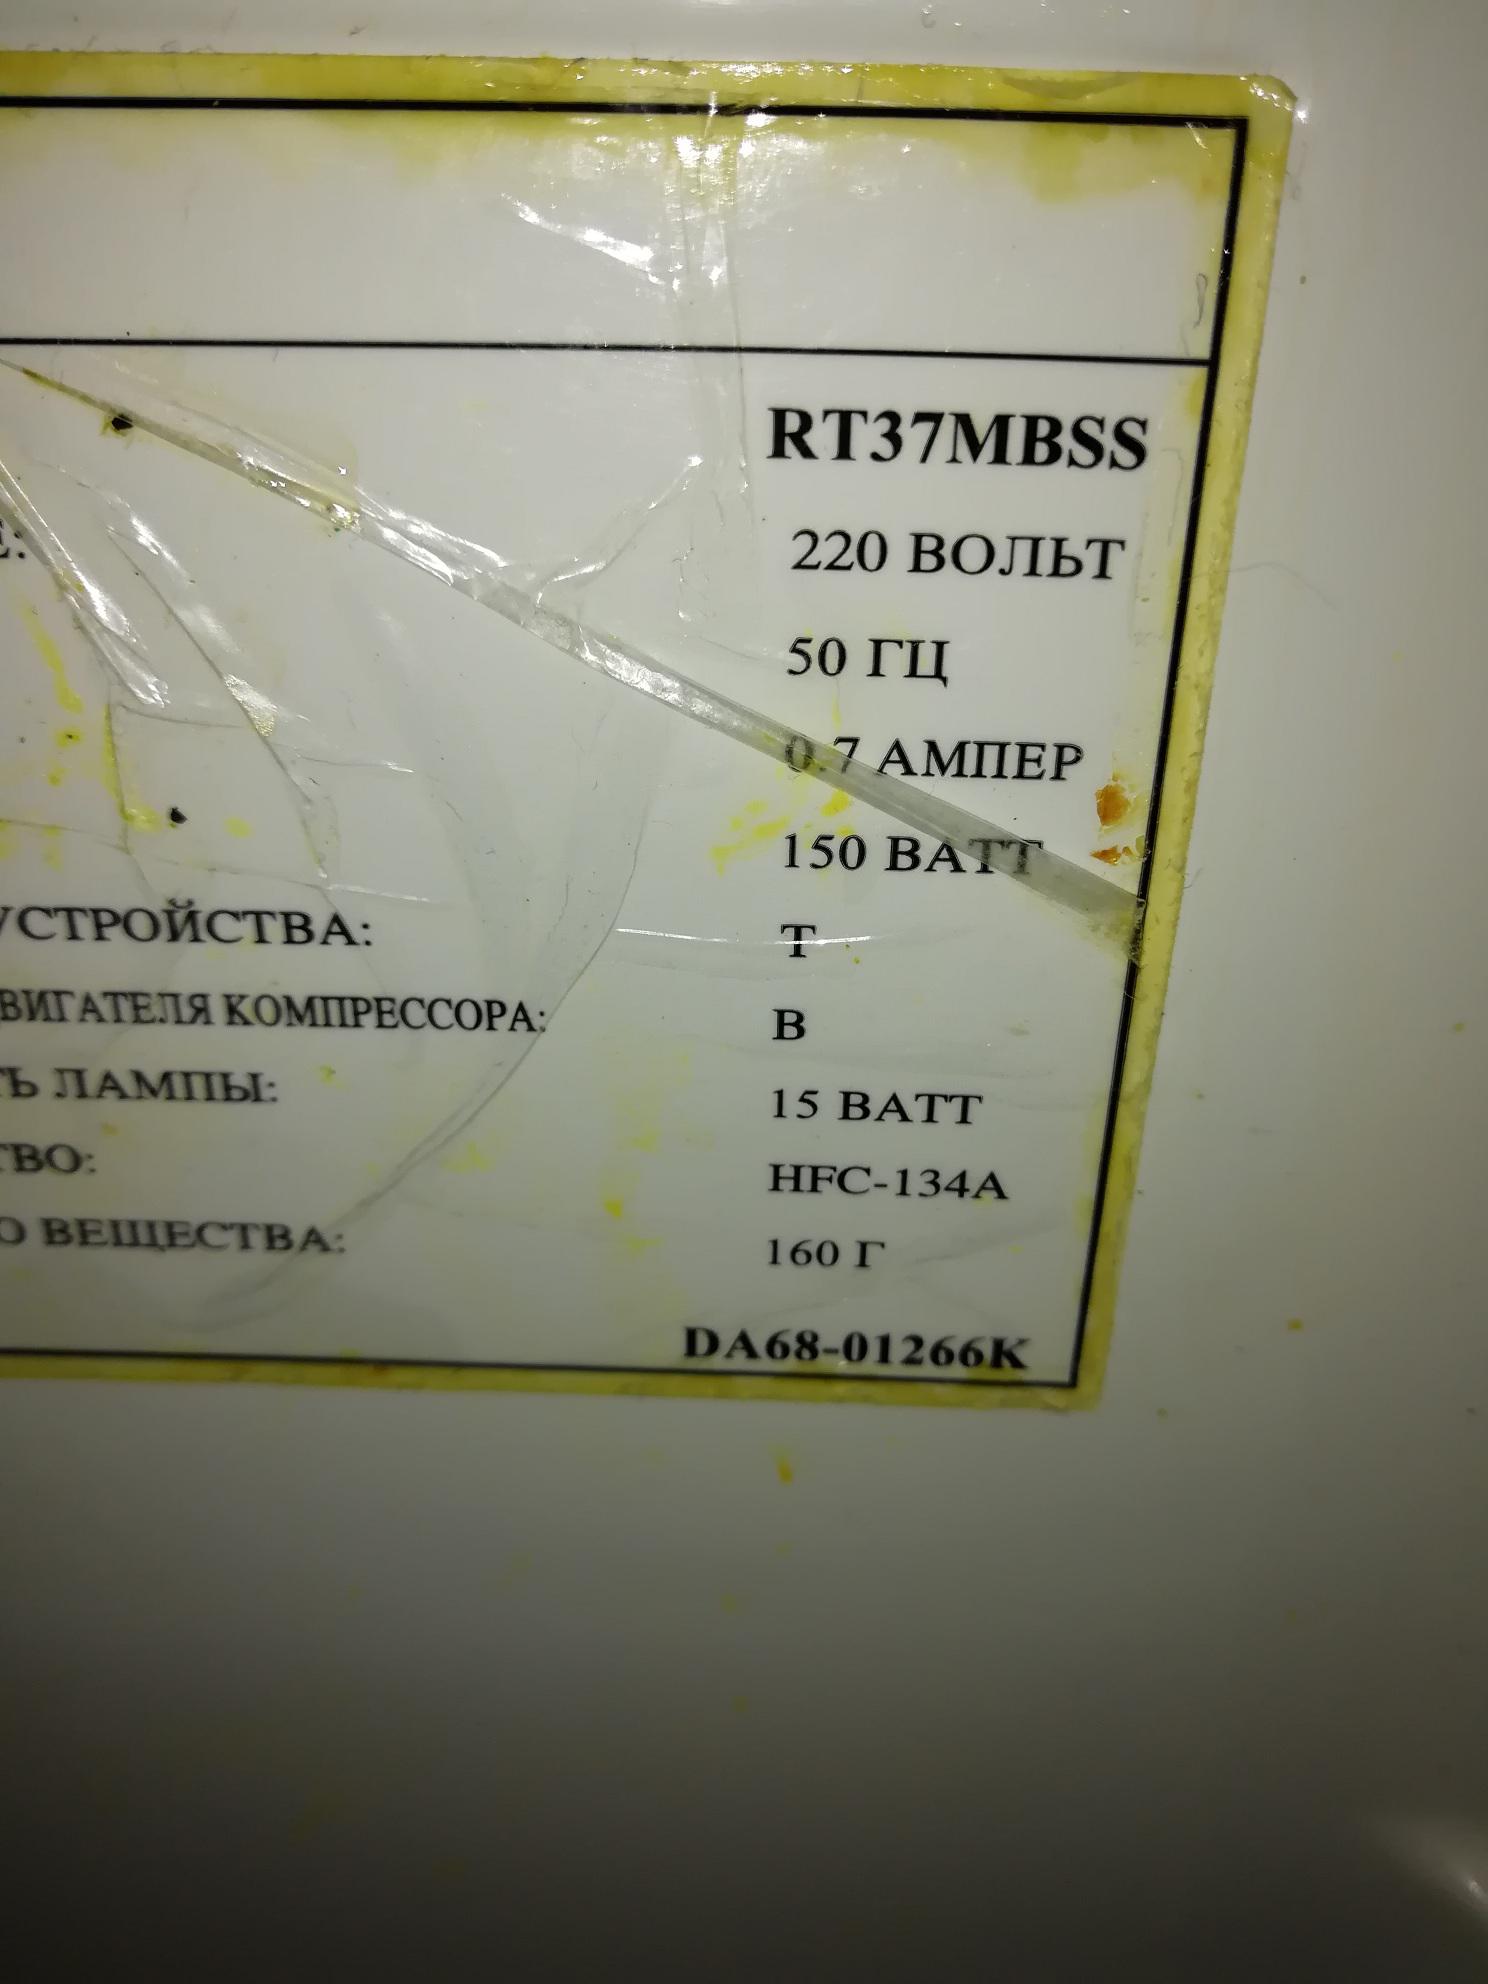 RT37MBSS
Е: 220 ВОЛЬТ
50 ГЦ
0.7 АМПЕР
150 ВАТТ
УСТРОЙСТВА: Т
ВИГАТЕЛЯ КОМПРЕССОРА: В
ТЬ ЛАМПЫ: 15 ВАТТ
ТВО: HFC-134A
О ВЕЩЕСТВА: 160 Г
DA68-01266K